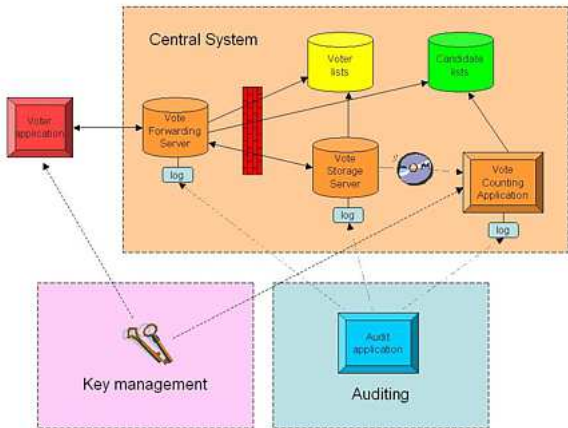 Central System
Voter
lists
Candidate
lists
Voter
application
Vote
Forwarding
Server
Vote
Storage
Server
Vote
Counting
Application
log
log
log
Key management
Audit
application
Auditing